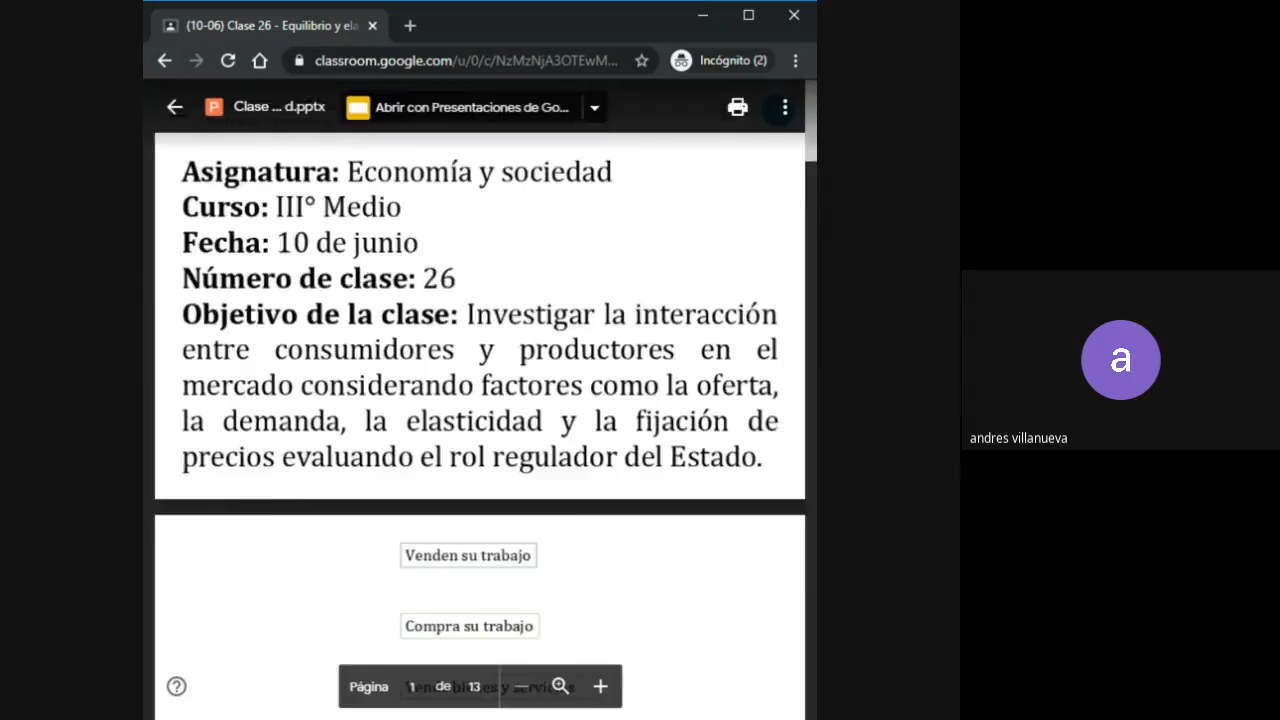 (10-06) Clase 26 - Equilibrio y ela
classroom.google.com/u/0/c/NzMzNjA3OTEwM...
Incógnito (2)
P
Clase ... d.pptx
Abrir con Presentaciones de Go...
Asignatura: Economía y sociedad
Curso: III° Medio
Fecha: 10 de junio
Número de clase: 26
Objetivo de la clase: Investigar la interacción
entre consumidores y productores en el
mercado considerando factores como la oferta,
la demanda, la elasticidad y la fijación de
precios evaluando el rol regulador del Estado.
a
andres villanueva
Venden su trabajo
Compra su trabajo
Página 1 de 13